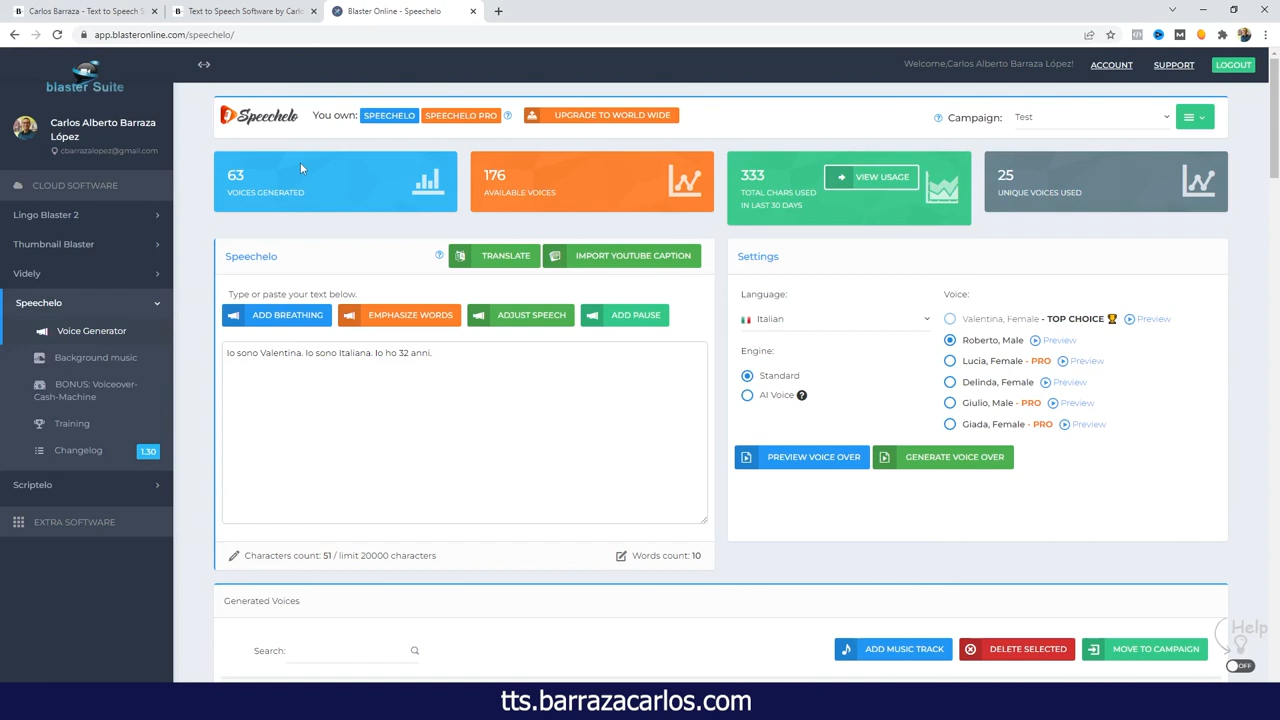 Carlos Barraza - Text to Speech S
Text to Speech Software by Carlo
Blaster Online - Speechelo
app.blasteronline.com/speechelo/
blaster Suite
Welcome,Carlos Alberto Barraza López!
ACCOUNT
SUPPORT
LOGOUT
Carlos Alberto Barraza
López
cbarrazalopez@gmail.com
CLOUD SOFTWARE
Lingo Blaster 2
Thumbnail Blaster
Videly
Speechelo
Voice Generator
Background music
BONUS: Voiceover-
Cash-Machine
Training
Changelog 1.30
Scriptelo
EXTRA SOFTWARE
Speechelo
You own: SPEECHELO SPEECHELO PRO
UPGRADE TO WORLD WIDE
Campaign: Test
63
VOICES GENERATED
176
AVAILABLE VOICES
333
TOTAL CHARS USED
IN LAST 30 DAYS
VIEW USAGE
25
UNIQUE VOICES USED
Speechelo
TRANSLATE
IMPORT YOUTUBE CAPTION
Type or paste your text below.
ADD BREATHING
EMPHASIZE WORDS
ADJUST SPEECH
ADD PAUSE
Io sono Valentina. Io sono Italiana. Io ho 32 anni.
Characters count: 51 / limit 20000 characters
Words count: 10
Settings
Language:
Italian
Engine:
Standard
AI Voice
Voice:
Valentina, Female - TOP CHOICE Preview
Roberto, Male Preview
Lucia, Female - PRO Preview
Delinda, Female Preview
Giulio, Male - PRO Preview
Giada, Female - PRO Preview
PREVIEW VOICE OVER
GENERATE VOICE OVER
Generated Voices
Search:
ADD MUSIC TRACK
DELETE SELECTED
MOVE TO CAMPAIGN
Help
OFF
tts.barrazacarlos.com